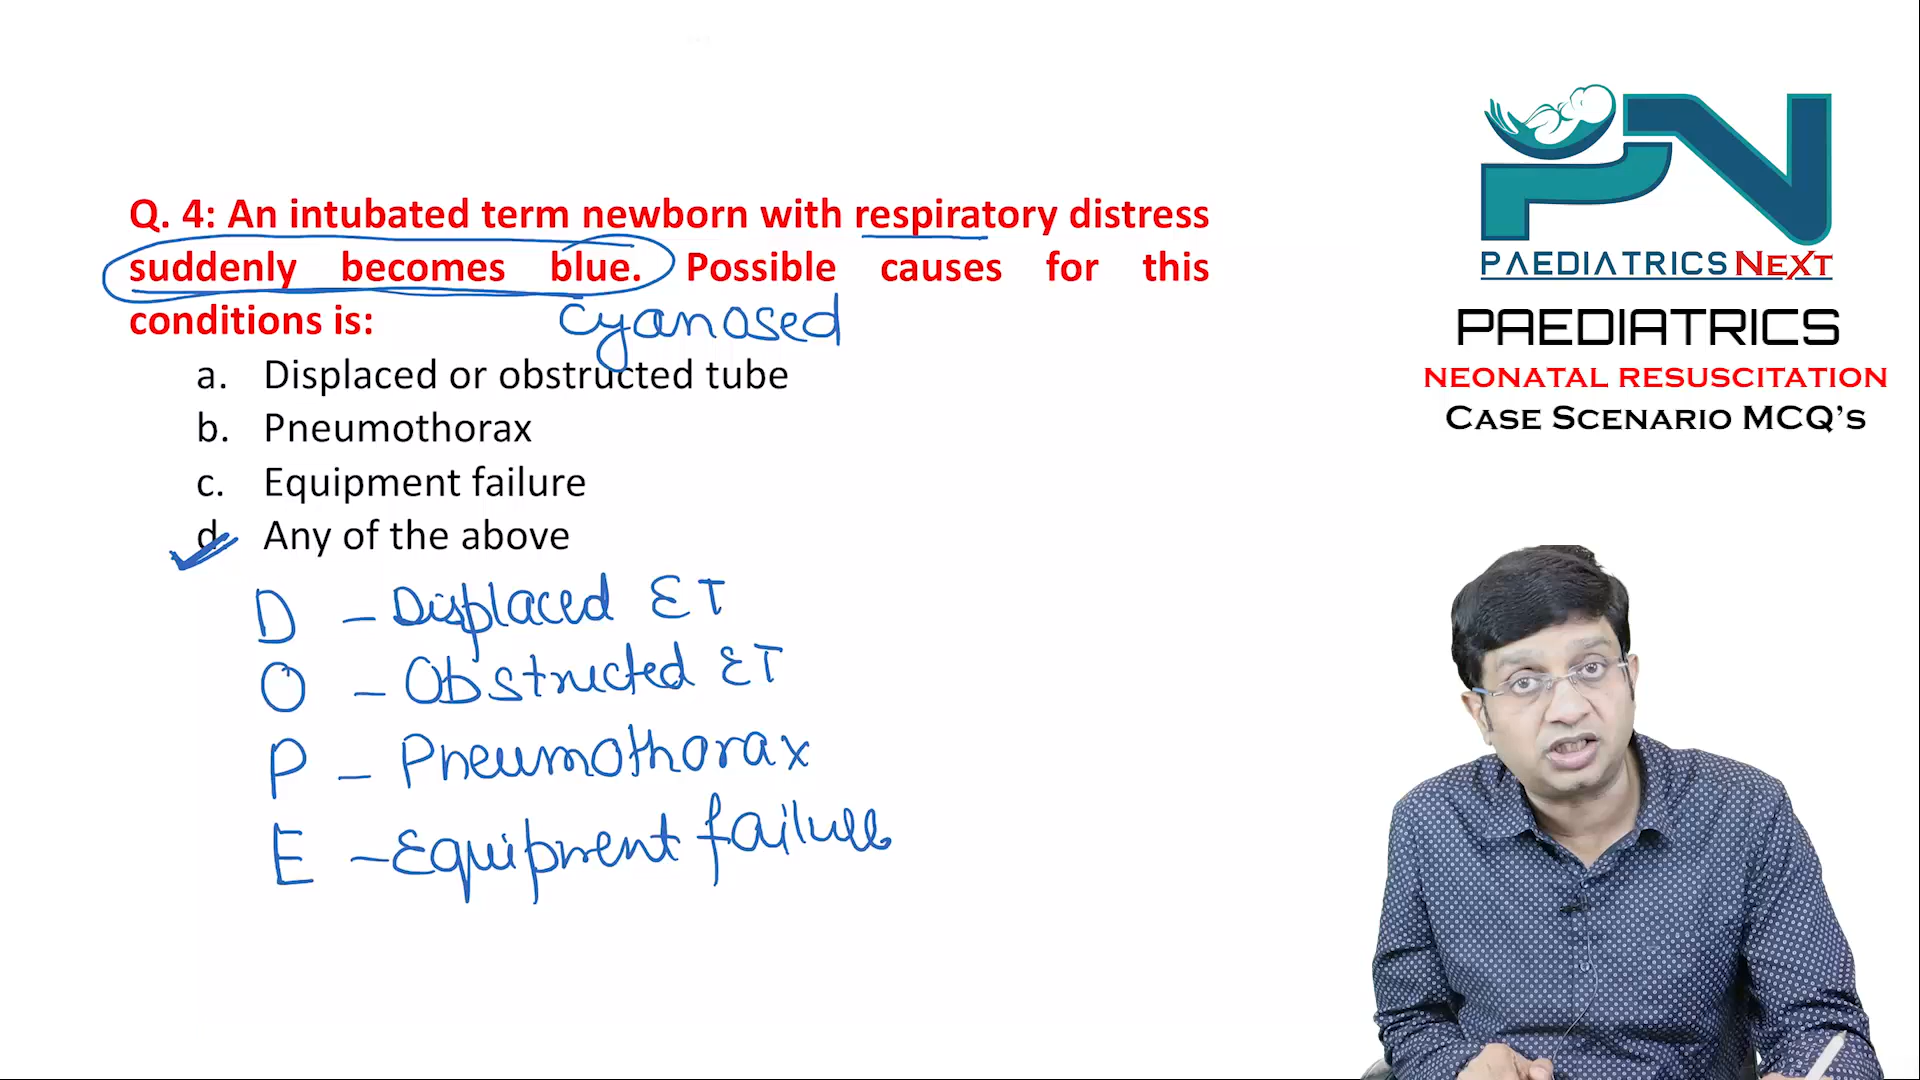 Q. 4: An intubated term newborn with respiratory distress
suddenly becomes blue. Possible causes for this
conditions is:
cyanosed
a. Displaced or obstructed tube
b. Pneumothorax
c. Equipment failure
d. Any of the above
D - Displaced ET
O - Obstructed ET
P - Pneumothorax
E - Equipment failure
PN
PAEDIATRICS NEXT
PAEDIATRICS
NEONATAL RESUSCITATION
CASE SCENARIO MCQ'S